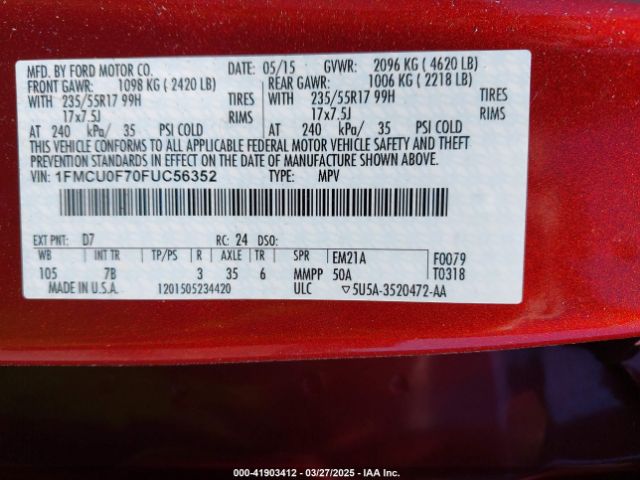 MFD. BY FORD MOTOR CO. DATE: 05/15 GVWR: 2096 KG ( 4620 LB)
FRONT GAWR: 1098 KG ( 2420 LB) REAR GAWR: 1006 KG ( 2218 LB)
WITH 235/55R17 99H TIRES WITH 235/55R17 99H TIRES
17x7.5J RIMS 17x7.5J RIMS
AT 240 kPa/ 35 PSI COLD AT 240 kPa/ 35 PSI COLD
THIS VEHICLE CONFORMS TO ALL APPLICABLE FEDERAL MOTOR VEHICLE SAFETY AND THEFT
PREVENTION STANDARDS IN EFFECT ON THE DATE OF MANUFACTURE SHOWN ABOVE.
VIN: 1FMCU0F70FUC56352 TYPE: MPV
EXT PNT: D7 RC: 24 DSO:
WB INT TR TP/PS R AXLE TR SPR EM21A F0079
105 7B 3 35 6 MMPP 50A T0318
MADE IN U.S.A. 1201505234420 ULC ▽5U5A-3520472-AA
000-41903412 - 03/27/2025 - IAA Inc.